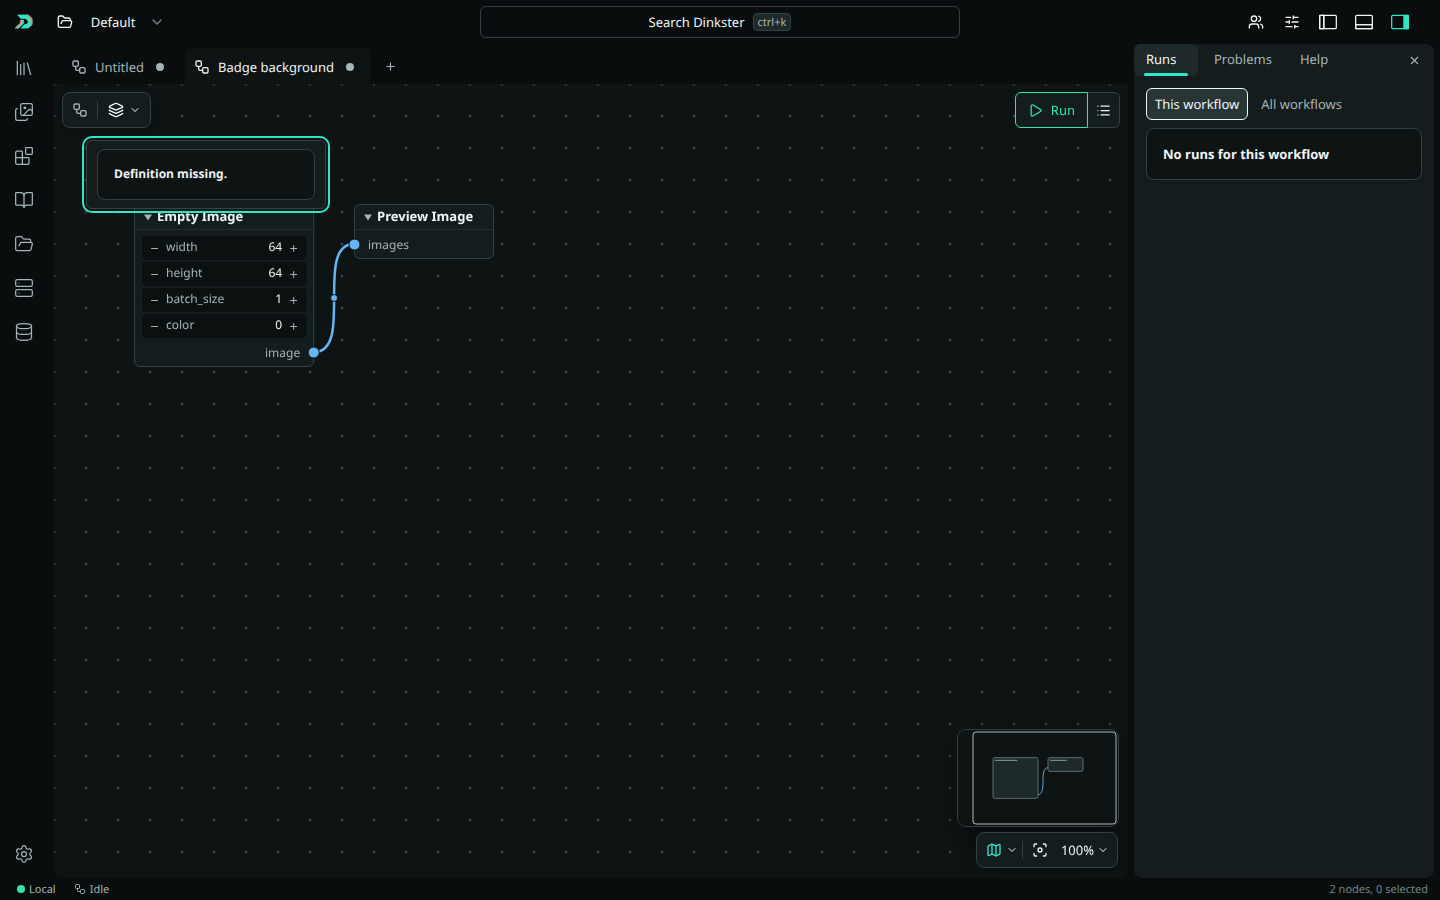 Default
Search Dinkster ctrl+k
Untitled
Badge background
Runs
Problems
Help
Run
This workflow
All workflows
No runs for this workflow
Definition missing.
Empty Image
width 64
height 64
batch_size 1
color 0
image
Preview Image
images
100%
Local
Idle
2 nodes, 0 selected